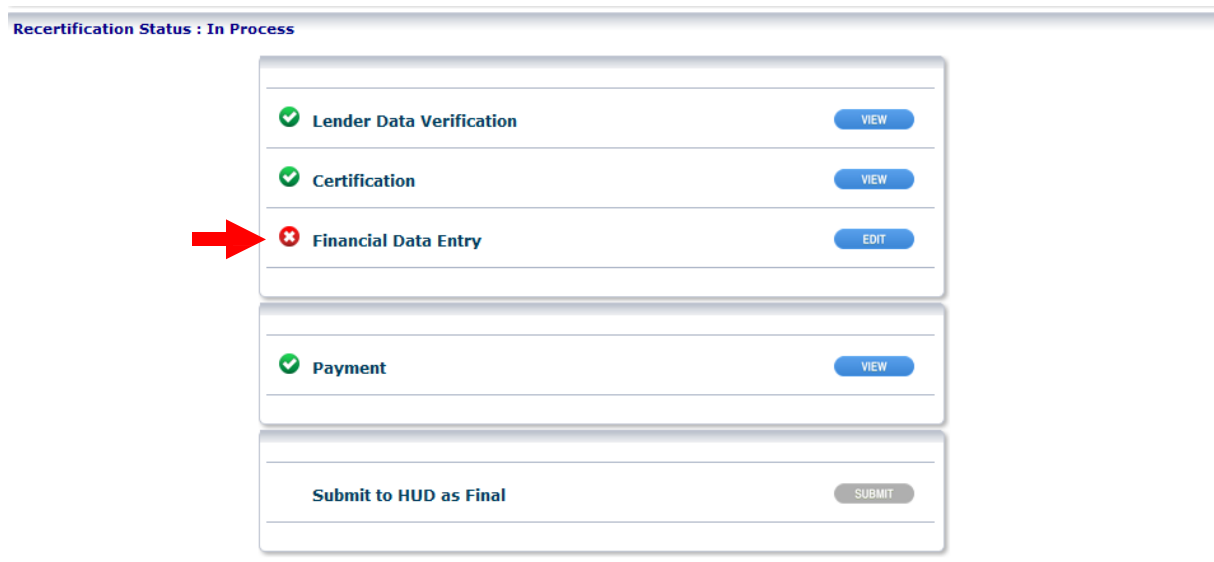 Recertification Status : In Process
Lender Data Verification VIEW
Certification VIEW
Financial Data Entry EDIT
Payment VIEW
Submit to HUD as Final SUBMIT